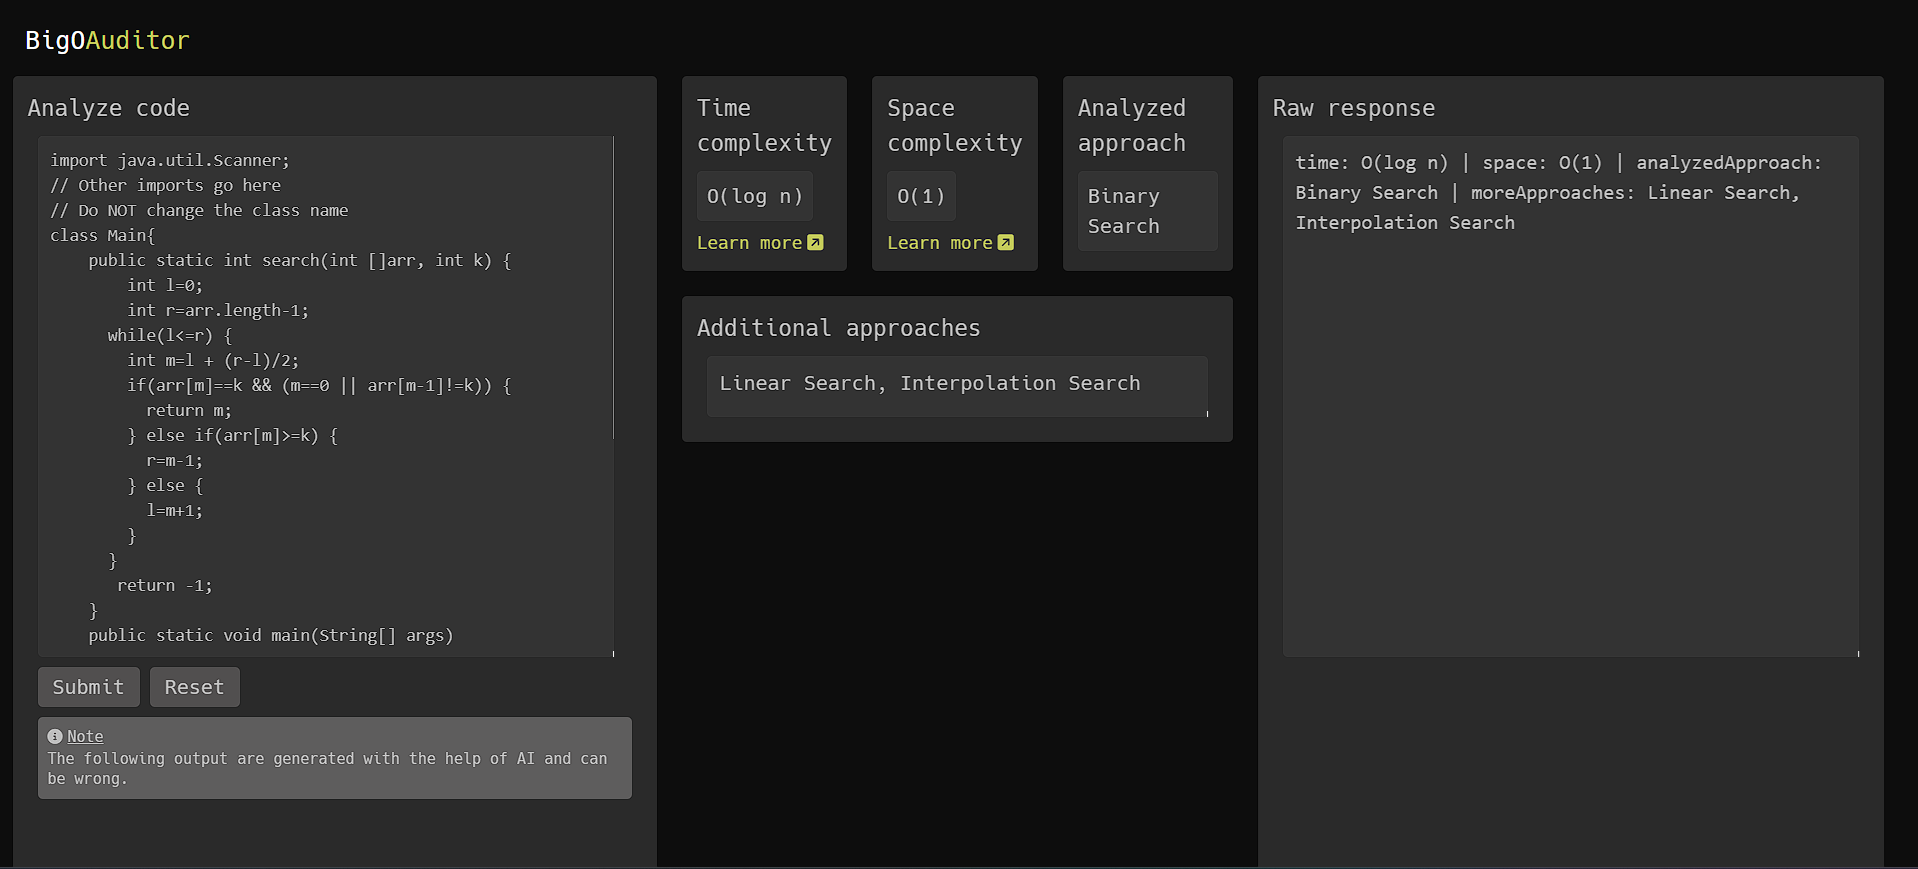 BigOAuditor
Analyze code
import java.util.Scanner;
// Other imports go here
// Do NOT change the class name
class Main{
    public static int search(int []arr, int k) {
        int l=0;
        int r=arr.length-1;
      while(l<=r) {
        int m=l + (r-l)/2;
        if(arr[m]==k && (m==0 || arr[m-1]!=k)) {
          return m;
        } else if(arr[m]>=k) {
          r=m-1;
        } else {
          l=m+1;
        }
      }
       return -1;
    }
    public static void main(String[] args)
Submit
Reset
Note
The following output are generated with the help of AI and can
be wrong.
Time
complexity
O(log n)
Learn more
Space
complexity
O(1)
Learn more
Analyzed
approach
Binary
Search
Additional approaches
Linear Search, Interpolation Search
Raw response
time: O(log n) | space: O(1) | analyzedApproach:
Binary Search | moreApproaches: Linear Search,
Interpolation Search